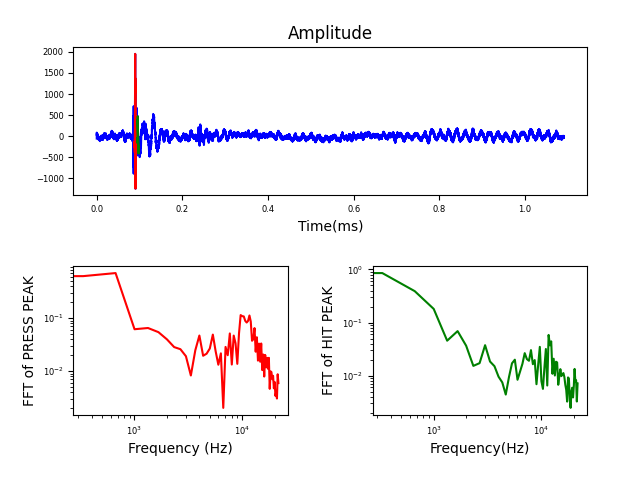 Amplitude
2000
1500
1000
500
0
−500
−1000
0.0 0.2 0.4 0.6 0.8 1.0
Time(ms)
FFT of PRESS PEAK
10⁻¹
10⁻²
10³ 10⁴
Frequency (Hz)
FFT of HIT PEAK
10⁰
10⁻¹
10⁻²
10³ 10⁴
Frequency(Hz)